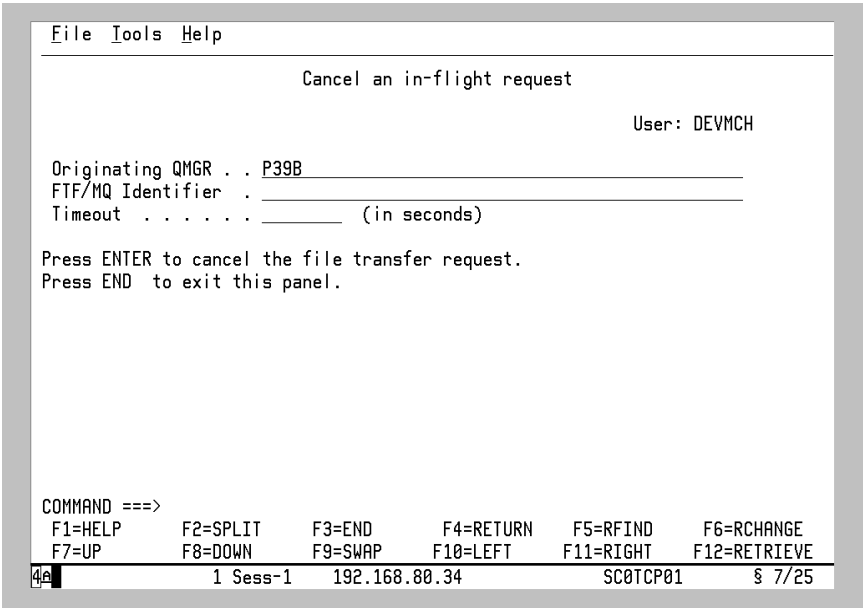 File Tools Help
Cancel an in-flight request
User: DEVMCH
Originating QMGR . . P39B
FTF/MQ Identifier .
Timeout . . . . . . (in seconds)
Press ENTER to cancel the file transfer request.
Press END to exit this panel.
COMMAND ===>
F1=HELP F2=SPLIT F3=END F4=RETURN F5=RFIND F6=RCHANGE
F7=UP F8=DOWN F9=SWAP F10=LEFT F11=RIGHT F12=RETRIEVE
4A 1 Sess-1 192.168.80.34 SC0TCP01 § 7/25